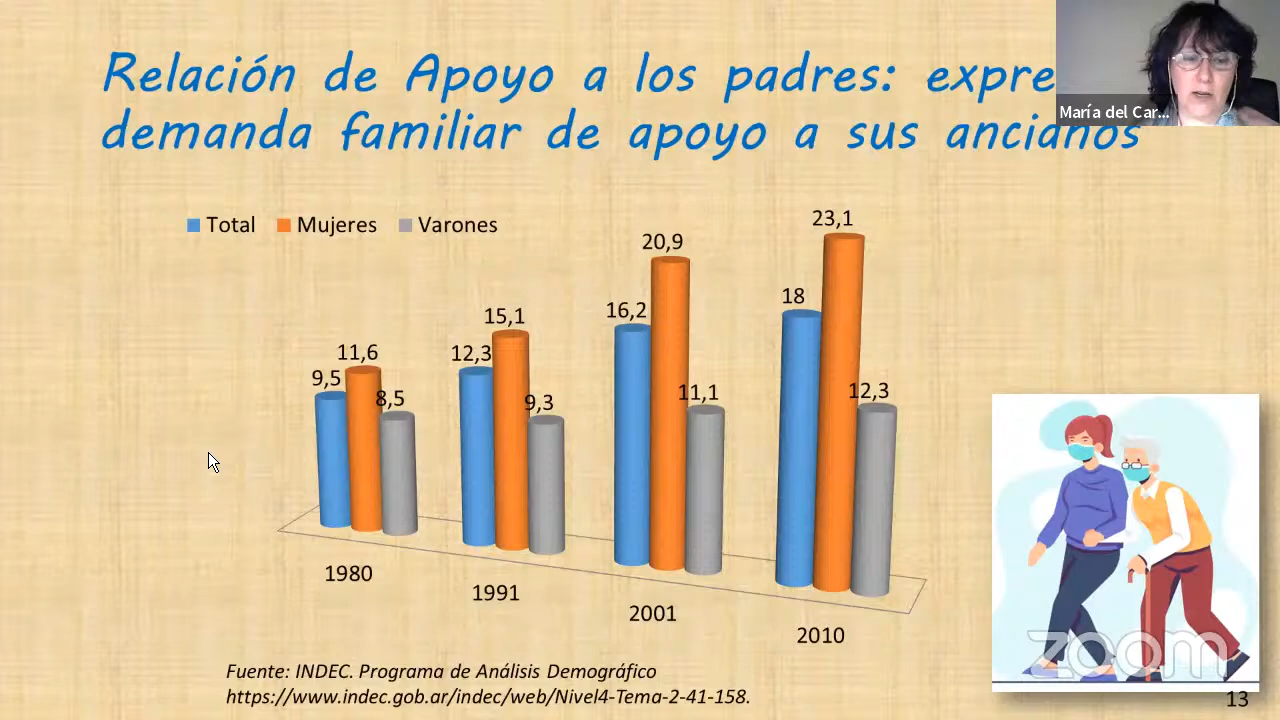 Relación de Apoyo a los padres: expre
demanda familiar de apoyo a sus ancianos
María del Car...
Total Mujeres Varones
9,5 11,6 8,5
12,3 15,1 9,3
16,2 20,9 11,1
18 23,1 12,3
1980
1991
2001
2010
Fuente: INDEC. Programa de Análisis Demográfico
https://www.indec.gob.ar/indec/web/Nivel4-Tema-2-41-158.
zoom
13